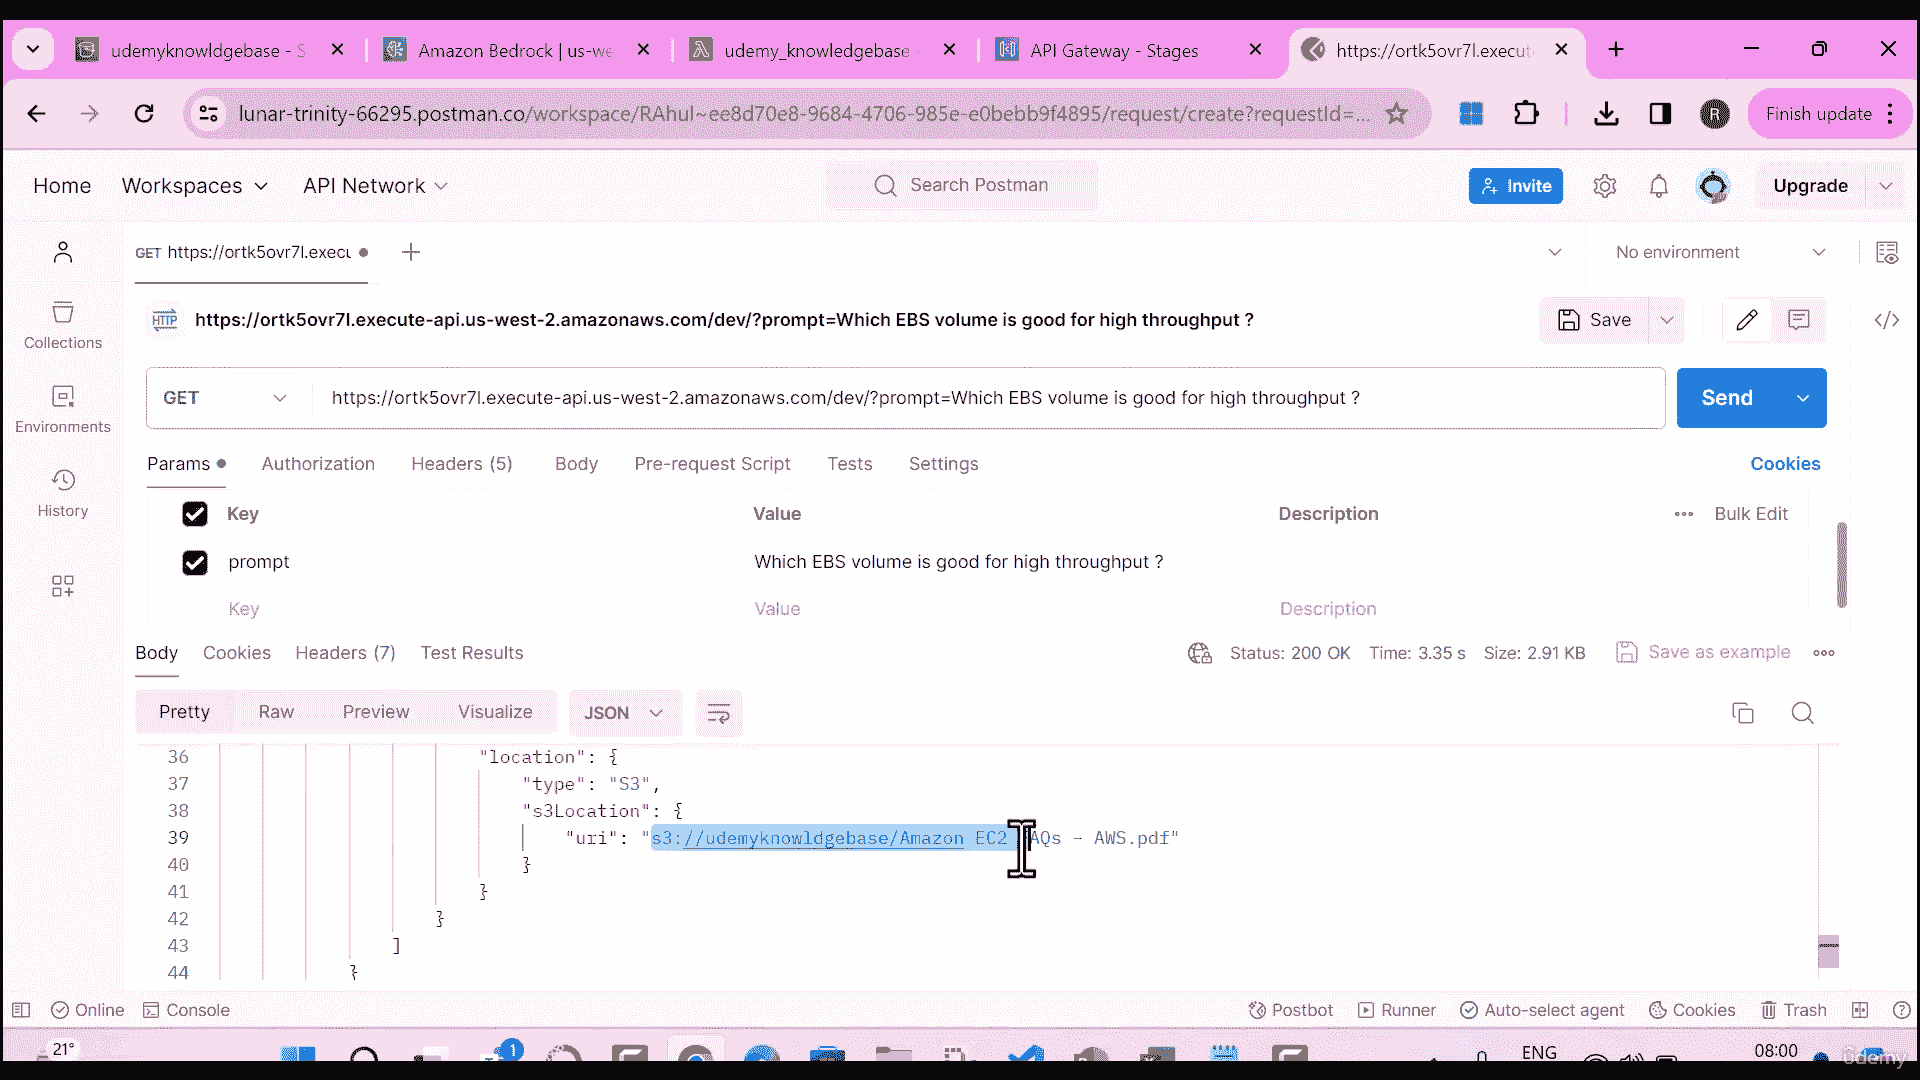 udemyknowldgebase - S
Amazon Bedrock | us-we
udemy_knowledgebase
API Gateway - Stages
https://ortk5ovr7l.execut
lunar-trinity-66295.postman.co/workspace/RAhul~ee8d70e8-9684-4706-985e-e0bebb9f4895/request/create?requestId=...
R
Finish update
Home
Workspaces
API Network
Search Postman
Invite
Upgrade
GET https://ortk5ovr7l.execu
No environment
HTTP
https://ortk5ovr7l.execute-api.us-west-2.amazonaws.com/dev/?prompt=Which EBS volume is good for high throughput ?
Save
Collections
GET
https://ortk5ovr7l.execute-api.us-west-2.amazonaws.com/dev/?prompt=Which EBS volume is good for high throughput ?
Send
Environments
Params
Authorization
Headers (5)
Body
Pre-request Script
Tests
Settings
Cookies
History
Key
Value
Description
Bulk Edit
prompt
Which EBS volume is good for high throughput ?
Key
Value
Description
Body
Cookies
Headers (7)
Test Results
Status: 200 OK
Time: 3.35 s
Size: 2.91 KB
Save as example
Pretty
Raw
Preview
Visualize
JSON
36 "location": {
37 "type": "S3",
38 "s3Location": {
39 "uri": "s3://udemyknowldgebase/Amazon EC2 AQs - AWS.pdf"
40 }
41 }
42 }
43 ]
44 }
Online
Console
Postbot
Runner
Auto-select agent
Cookies
Trash
21°
1
ENG
08:00
udemy